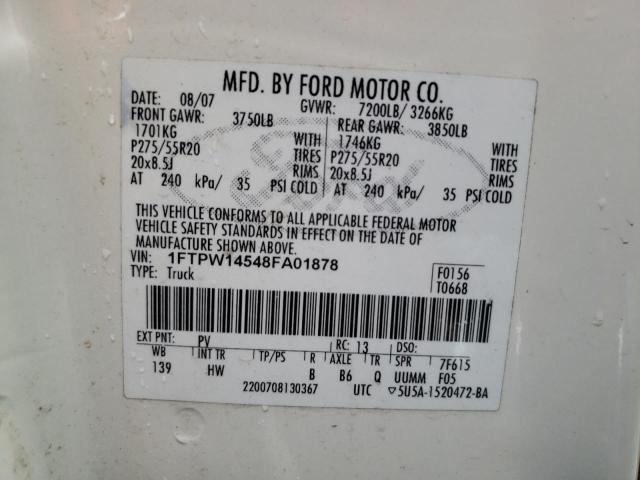 MFD. BY FORD MOTOR CO.
DATE: 08/07 GVWR: 7200LB/ 3266KG
FRONT GAWR: 3750LB REAR GAWR: 3850LB
1701KG WITH 1746KG WITH
P275/55R20 TIRES P275/55R20 TIRES
20x8.5J RIMS 20x8.5J RIMS
AT 240 kPa/ 35 PSI COLD AT 240 kPa/ 35 PSI COLD
Ford
THIS VEHICLE CONFORMS TO ALL APPLICABLE FEDERAL MOTOR
VEHICLE SAFETY STANDARDS IN EFFECT ON THE DATE OF
MANUFACTURE SHOWN ABOVE.
VIN: 1FTPW14548FA01878
TYPE: Truck
F0156
T0668
EXT PNT: PV RC: 13 DSO:
WB INT TR TP/PS R AXLE TR SPR 7F615
139 HW B B6 Q UUMM F05
2200708130367 UTC ▽5U5A-1520472-BA